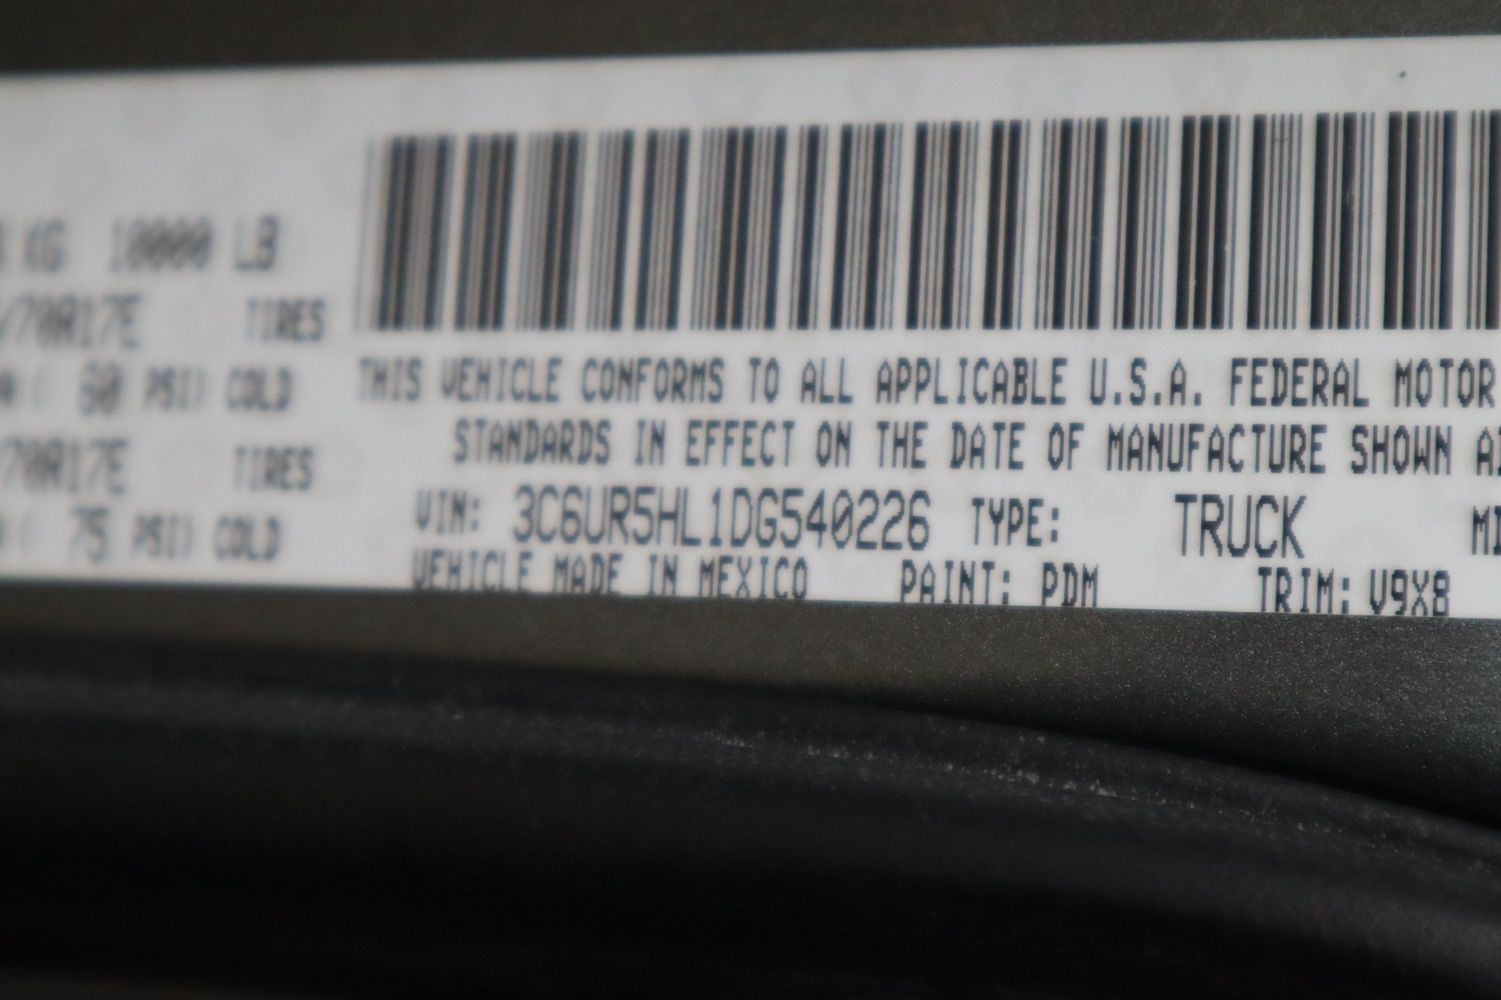 KG 10000 LB
/70R17E TIRES
( 60 PSI) COLD
70R17E TIRES
( 75 PSI) COLD
THIS VEHICLE CONFORMS TO ALL APPLICABLE U.S.A. FEDERAL MOTOR
STANDARDS IN EFFECT ON THE DATE OF MANUFACTURE SHOWN
VIN: 3C6UR5HL1DG540226 TYPE: TRUCK
VEHICLE MADE IN MEXICO PAINT: PDM TRIM: V9X8